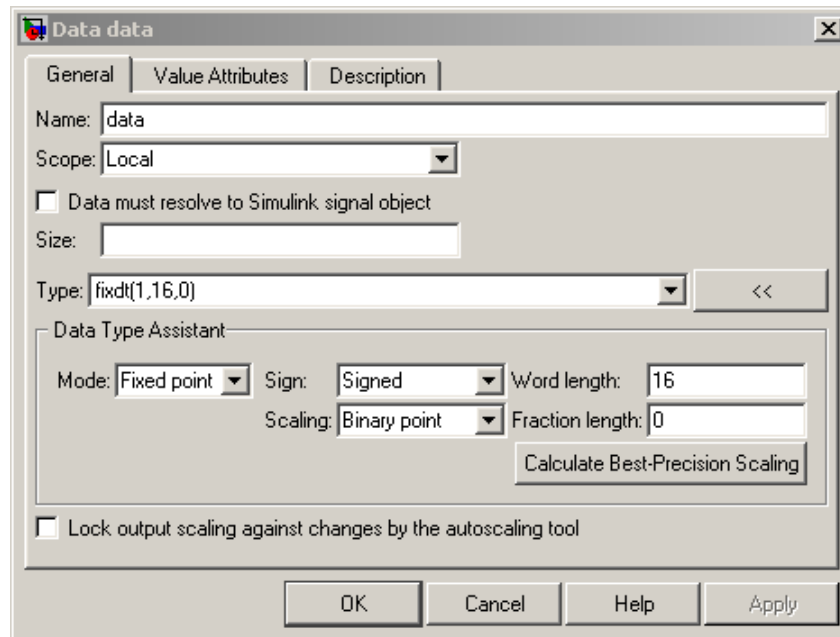 Data data
General Value Attributes Description
Name: data
Scope: Local
Data must resolve to Simulink signal object
Size:
Type: fixdt(1,16,0) <<
Data Type Assistant
Mode: Fixed point Sign: Signed Word length: 16
Scaling: Binary point Fraction length: 0
Calculate Best-Precision Scaling
Lock output scaling against changes by the autoscaling tool
OK Cancel Help Apply